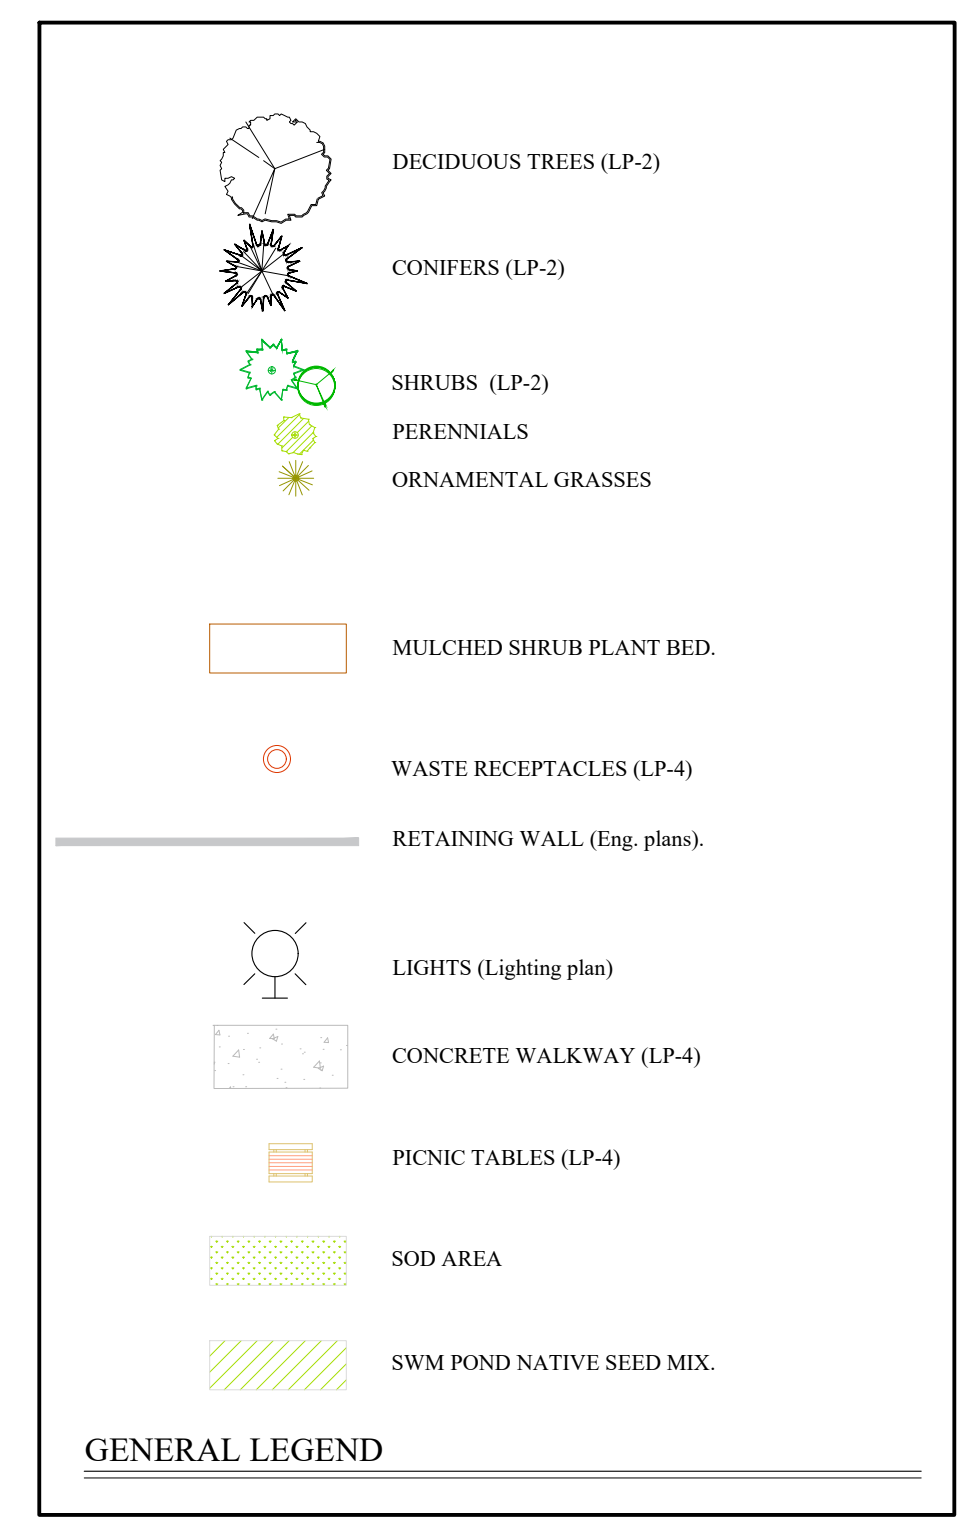 DECIDUOUS TREES (LP-2)
CONIFERS (LP-2)
SHRUBS (LP-2)
PERENNIALS
ORNAMENTAL GRASSES
MULCHED SHRUB PLANT BED.
WASTE RECEPTACLES (LP-4)
RETAINING WALL (Eng. plans).
LIGHTS (Lighting plan)
CONCRETE WALKWAY (LP-4)
PICNIC TABLES (LP-4)
SOD AREA
SWM POND NATIVE SEED MIX.
GENERAL LEGEND